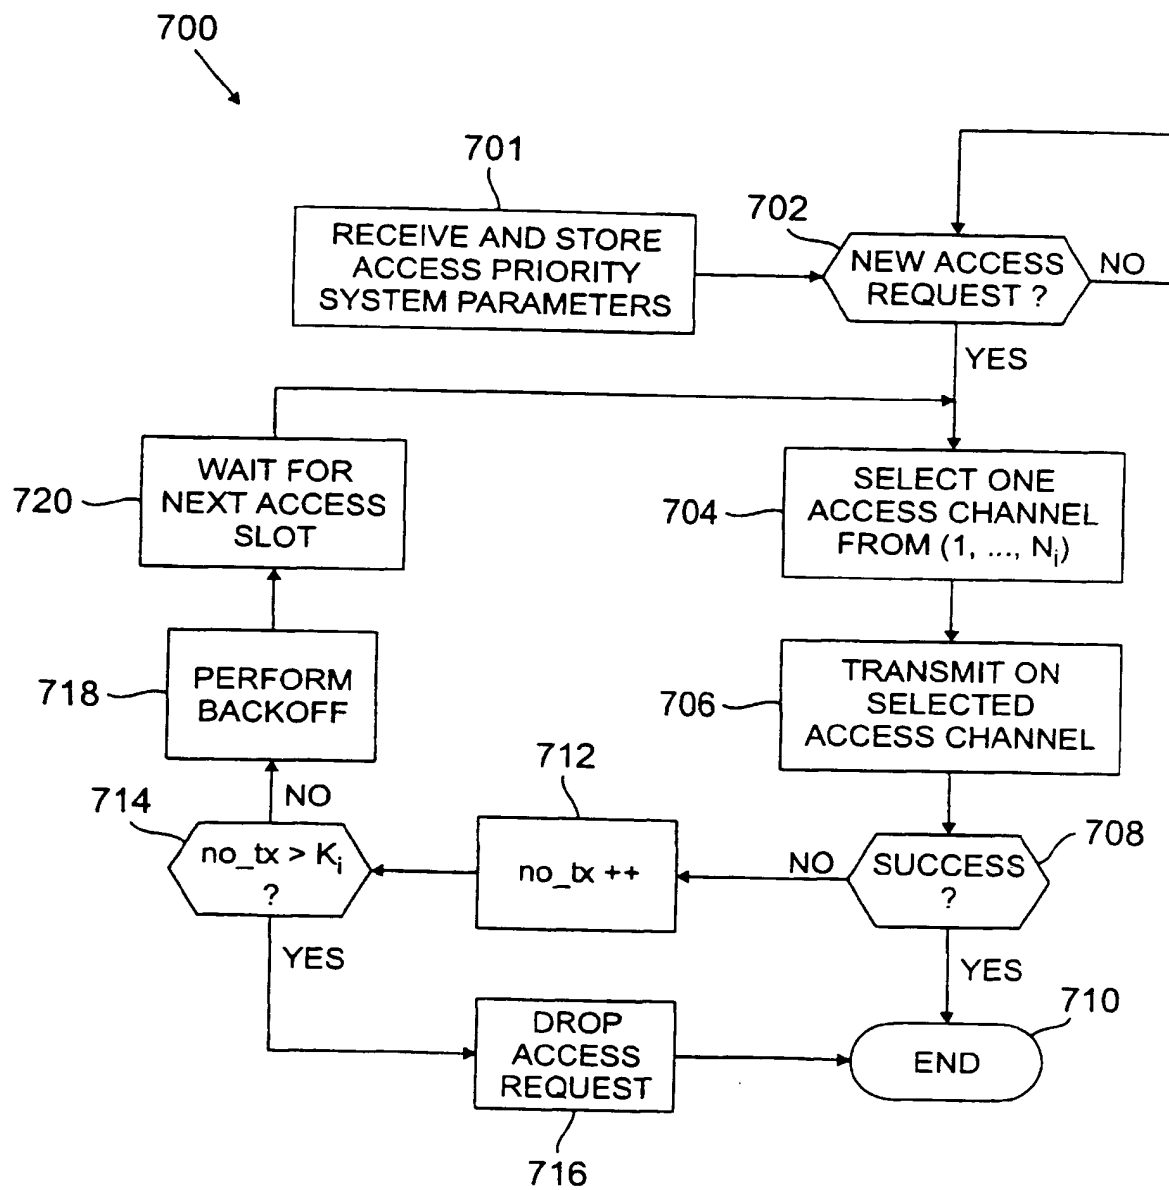 700
701
RECEIVE AND STORE
ACCESS PRIORITY
SYSTEM PARAMETERS
702
NEW ACCESS
REQUEST ?
NO
YES
720
WAIT FOR
NEXT ACCESS
SLOT
704
SELECT ONE
ACCESS CHANNEL
FROM (1, ..., Nᵢ)
718
PERFORM
BACKOFF
706
TRANSMIT ON
SELECTED
ACCESS CHANNEL
714
NO
no_tx > Kᵢ
?
YES
712
no_tx ++
NO
708
SUCCESS
?
YES
DROP
ACCESS
REQUEST
716
710
END